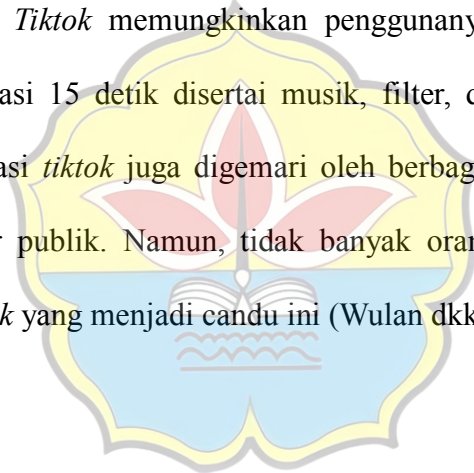 Tiktok memungkinkan penggunany
asi 15 detik disertai musik, filter, d
asi tiktok juga digemari oleh berbag
r publik. Namun, tidak banyak oran
k yang menjadi candu ini (Wulan dkk